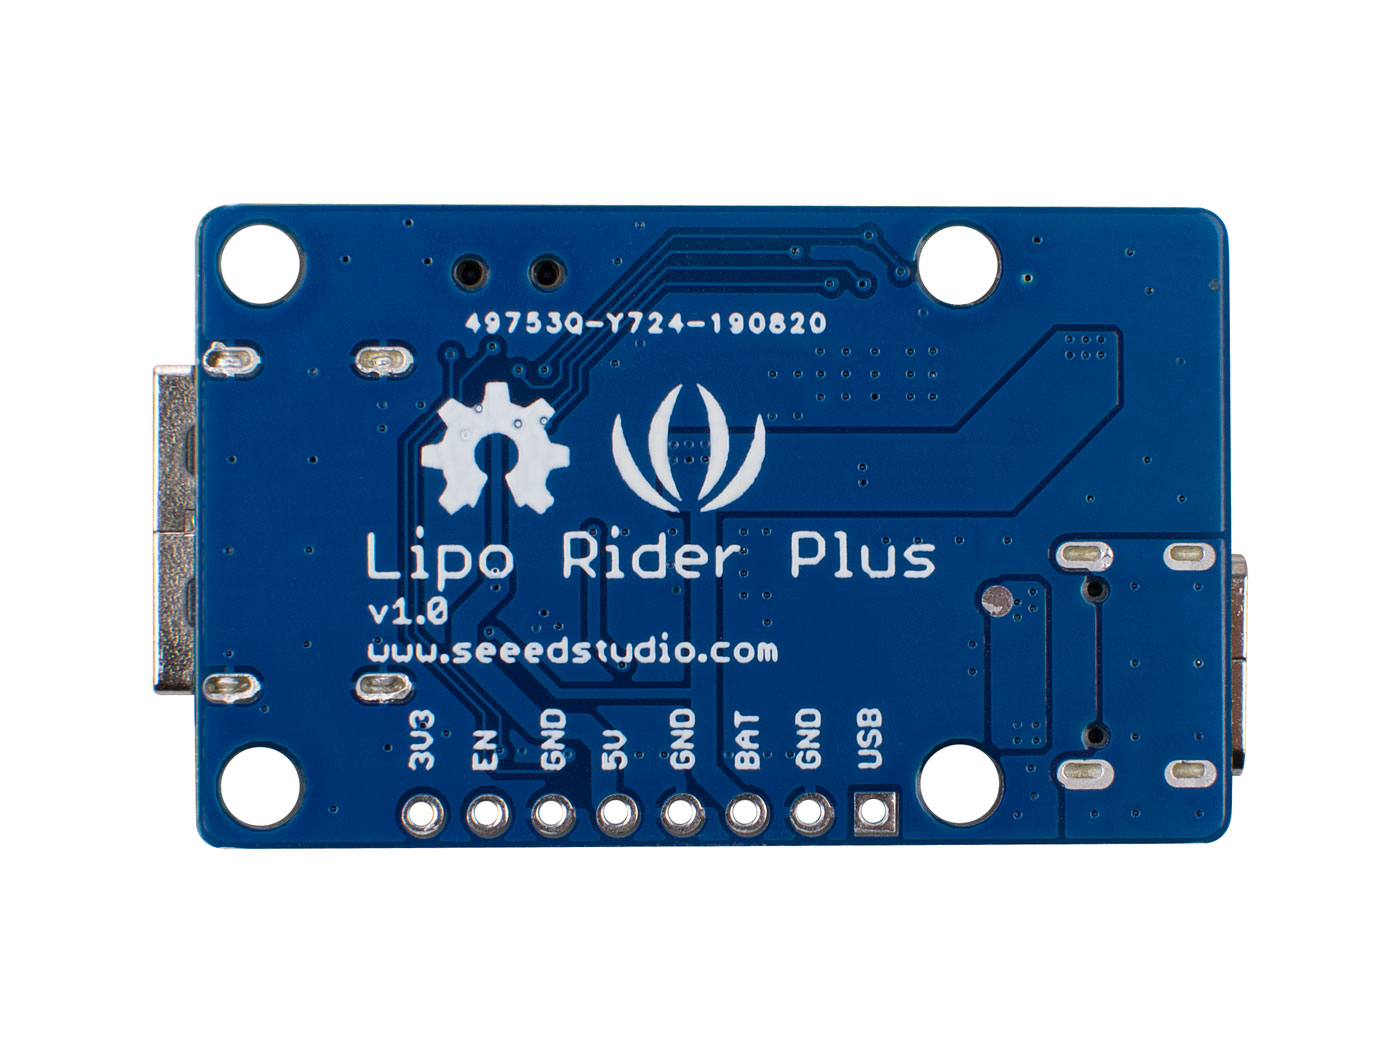 49753Q-Y724-190820
Lipo Rider Plus
v1.0
www.seeedstudio.com
3V3 EN GND 5V GND BAT GND USB